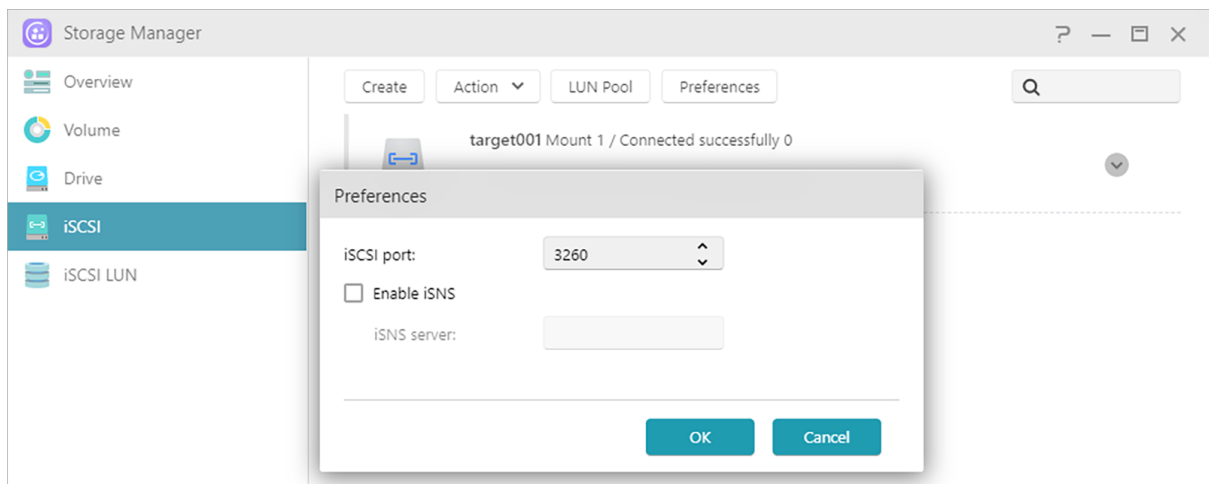 Storage Manager
Overview
Volume
Drive
iSCSI
iSCSI LUN
Create Action LUN Pool Preferences
target001 Mount 1 / Connected successfully 0
Preferences
iSCSI port: 3260
Enable iSNS
iSNS server:
OK Cancel